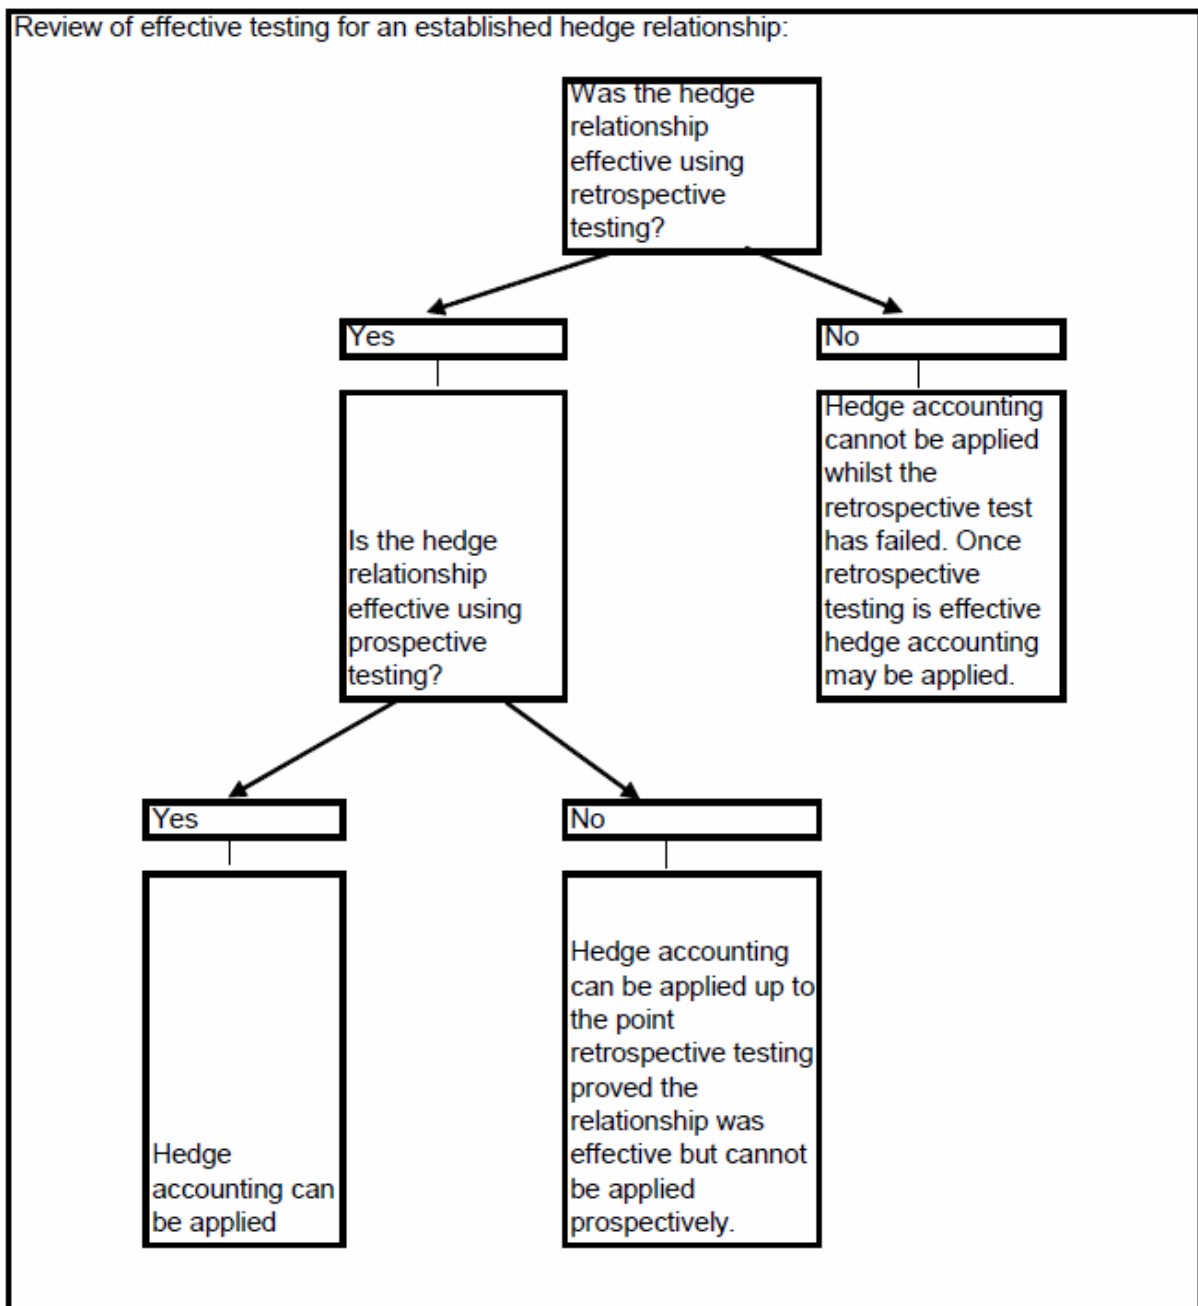 Review of effective testing for an established hedge relationship:
Was the hedge
relationship
effective using
retrospective
testing?
Yes
No
Is the hedge
relationship
effective using
prospective
testing?
Hedge accounting
cannot be applied
whilst the
retrospective test
has failed. Once
retrospective
testing is effective
hedge accounting
may be applied.
Yes
No
Hedge
accounting can
be applied
Hedge accounting
can be applied up to
the point
retrospective testing
proved the
relationship was
effective but cannot
be applied
prospectively.